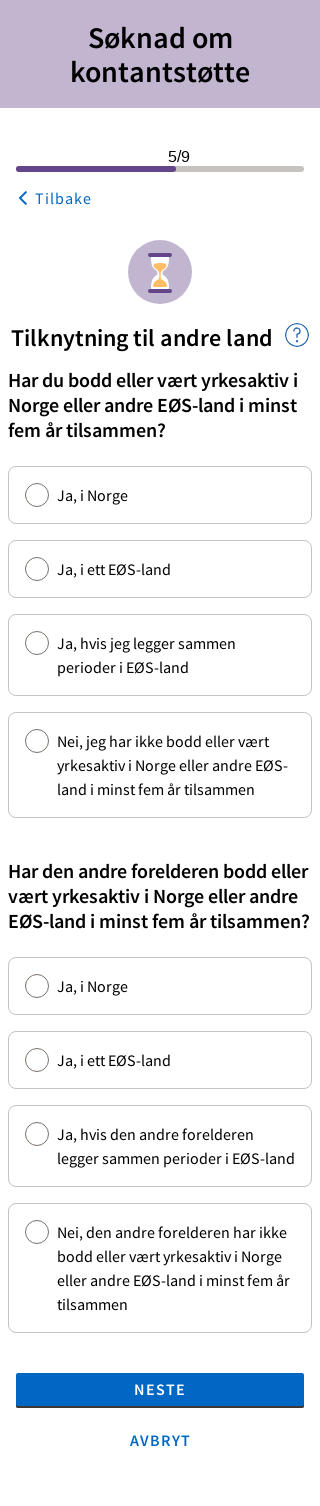 Søknad om
kontantstøtte
5/9
Tilbake
Tilknytning til andre land
?
Har du bodd eller vært yrkesaktiv i
Norge eller andre EØS-land i minst
fem år tilsammen?
Ja, i Norge
Ja, i ett EØS-land
Ja, hvis jeg legger sammen
perioder i EØS-land
Nei, jeg har ikke bodd eller vært
yrkesaktiv i Norge eller andre EØS-
land i minst fem år tilsammen
Har den andre forelderen bodd eller
vært yrkesaktiv i Norge eller andre
EØS-land i minst fem år tilsammen?
Ja, i Norge
Ja, i ett EØS-land
Ja, hvis den andre forelderen
legger sammen perioder i EØS-land
Nei, den andre forelderen har ikke
bodd eller vært yrkesaktiv i Norge
eller andre EØS-land i minst fem år
tilsammen
NESTE
AVBRYT